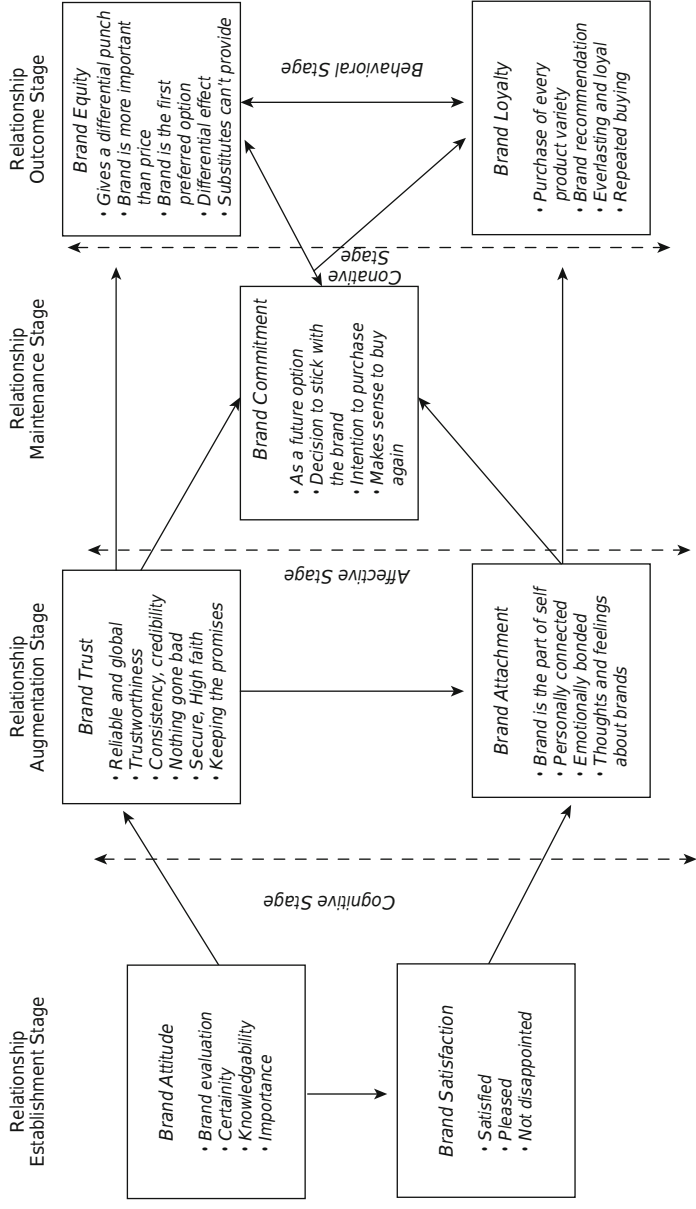 Relationship
Establishment Stage
Relationship
Augmentation Stage
Relationship
Maintenance Stage
Relationship
Outcome Stage
Brand Attitude
• Brand evaluation
• Certainity
• Knowledgability
• Importance
Brand Satisfaction
• Satisfied
• Pleased
• Not disappointed
Cognitive Stage
Brand Trust
• Reliable and global
• Trustworthiness
• Consistency, credibility
• Nothing gone bad
• Secure, High faith
• Keeping the promises
Brand Attachment
• Brand is the part of self
• Personally connected
• Emotionally bonded
• Thoughts and feelings
about brands
Affective Stage
Brand Commitment
• As a future option
• Decision to stick with
the brand
• Intention to purchase
• Makes sense to buy
again
Conative
Stage
Brand Equity
• Gives a differential punch
• Brand is more important
than price
• Brand is the first
preferred option
• Differential effect
• Substitutes can't provide
Behavioral Stage
Brand Loyalty
• Purchase of every
product variety
• Brand recommendation
• Everlasting and loyal
• Repeated buying